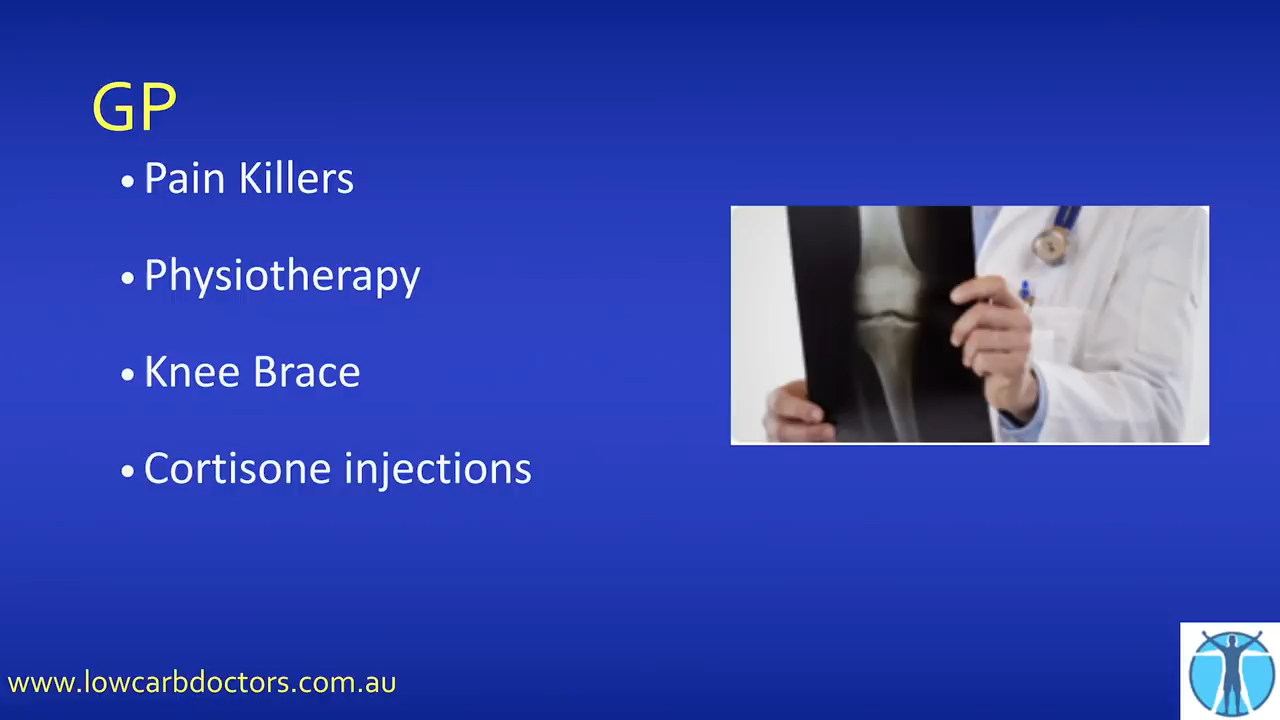 GP
• Pain Killers
• Physiotherapy
• Knee Brace
• Cortisone injections
www.lowcarbdoctors.com.au